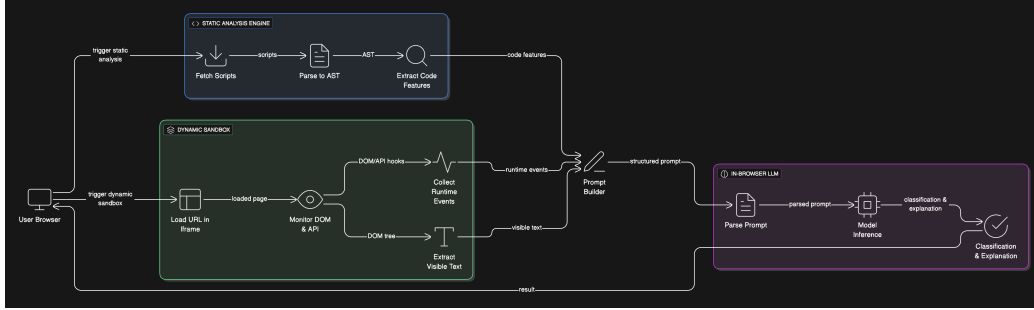 STATIC ANALYSIS ENGINE
trigger static
analysis
Fetch Scripts
scripts
Parse to AST
AST
Extract Code
Features
code features
DYNAMIC SANDBOX
User Browser
trigger dynamic
sandbox
Load URL in
Iframe
loaded page
Monitor DOM
& API
DOM/API hooks
Collect
Runtime
Events
runtime events
DOM tree
Extract
Visible Text
visible text
Prompt
Builder
structured prompt
IN-BROWSER LLM
Parse Prompt
parsed prompt
Model
Inference
classification &
explanation
Classification
& Explanation
result